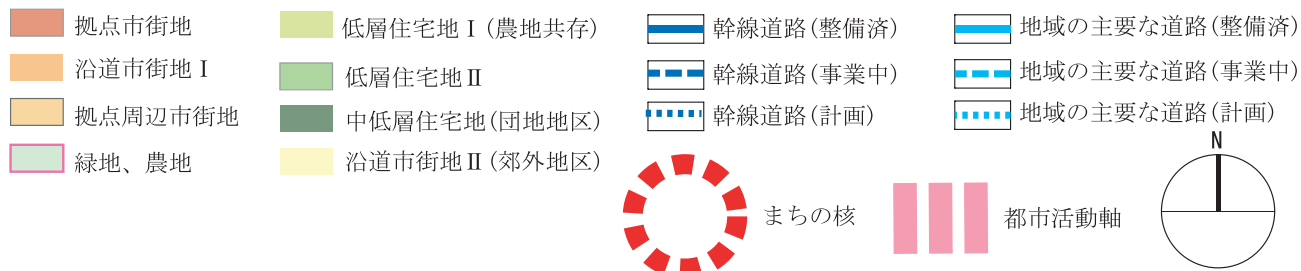 拠点市街地
沿道市街地Ⅰ
拠点周辺市街地
緑地、農地
低層住宅地Ⅰ(農地共存)
低層住宅地Ⅱ
中低層住宅地(団地地区)
沿道市街地Ⅱ(郊外地区)
幹線道路(整備済)
幹線道路(事業中)
幹線道路(計画)
地域の主要な道路(整備済)
地域の主要な道路(事業中)
地域の主要な道路(計画)
まちの核
都市活動軸
N